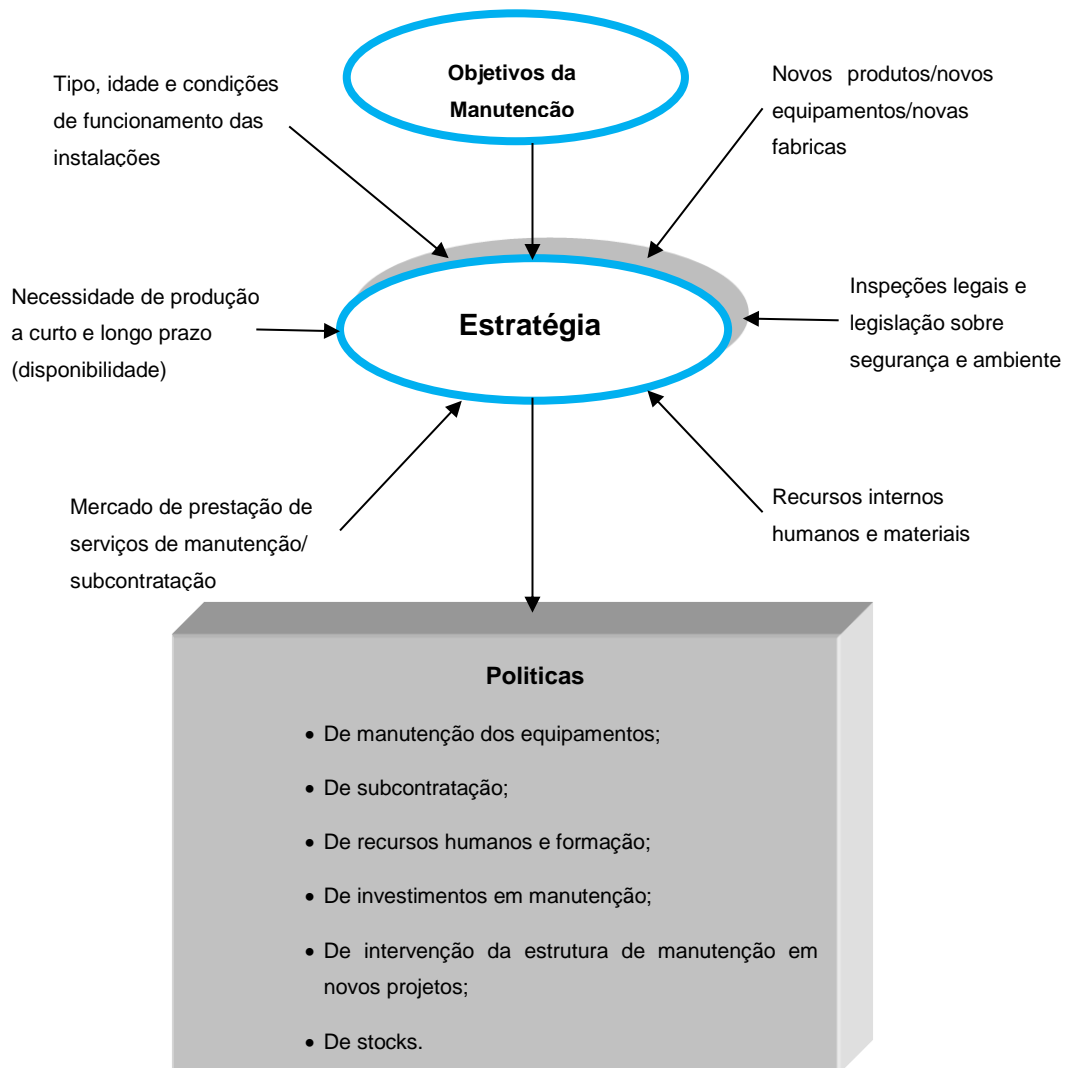 Objetivos da
Manutencão
Tipo, idade e condições
de funcionamento das
instalações
Novos produtos/novos
equipamentos/novas
fabricas
Necessidade de produção
a curto e longo prazo
(disponibilidade)
Estratégia
Inspeções legais e
legislação sobre
segurança e ambiente
Mercado de prestação de
serviços de manutenção/
subcontratação
Recursos internos
humanos e materiais
Politicas
• De manutenção dos equipamentos;
• De subcontratação;
• De recursos humanos e formação;
• De investimentos em manutenção;
• De intervenção da estrutura de manutenção em
novos projetos;
• De stocks.